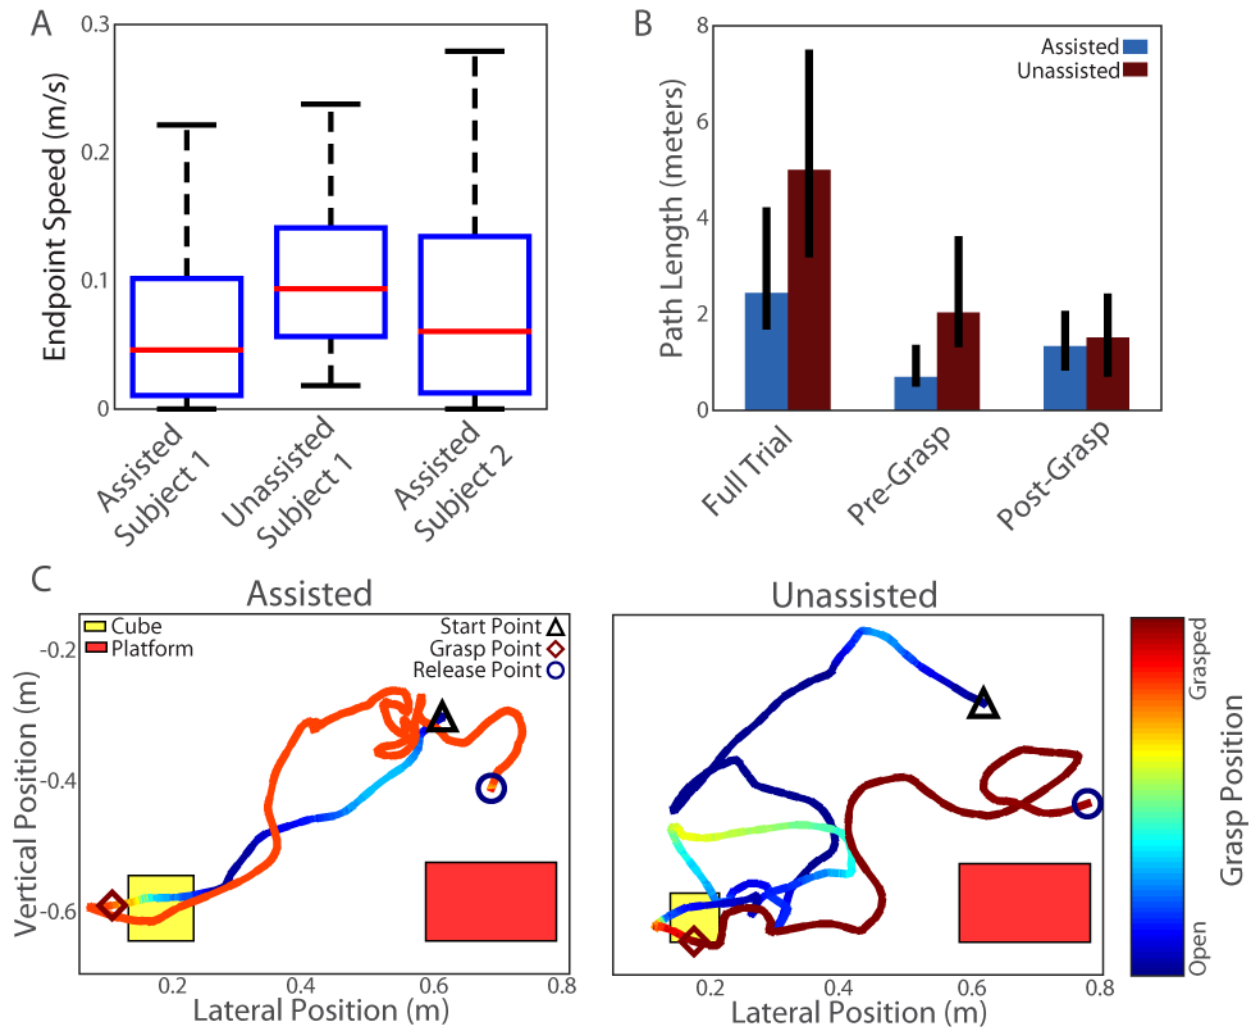 A
0.3
0.2
0.1
0
Endpoint Speed (m/s)
Assisted
Subject 1
Unassisted
Subject 1
Assisted
Subject 2
B
8
6
4
2
0
Path Length (meters)
Assisted
Unassisted
Full Trial
Pre-Grasp
Post-Grasp
C
Assisted
Cube
Platform
Start Point
Grasp Point
Release Point
-0.2
-0.4
-0.6
Vertical Position (m)
0.2
0.4
0.6
0.8
Lateral Position (m)
Unassisted
0.2
0.4
0.6
0.8
Lateral Position (m)
Grasped
Open
Grasp Position